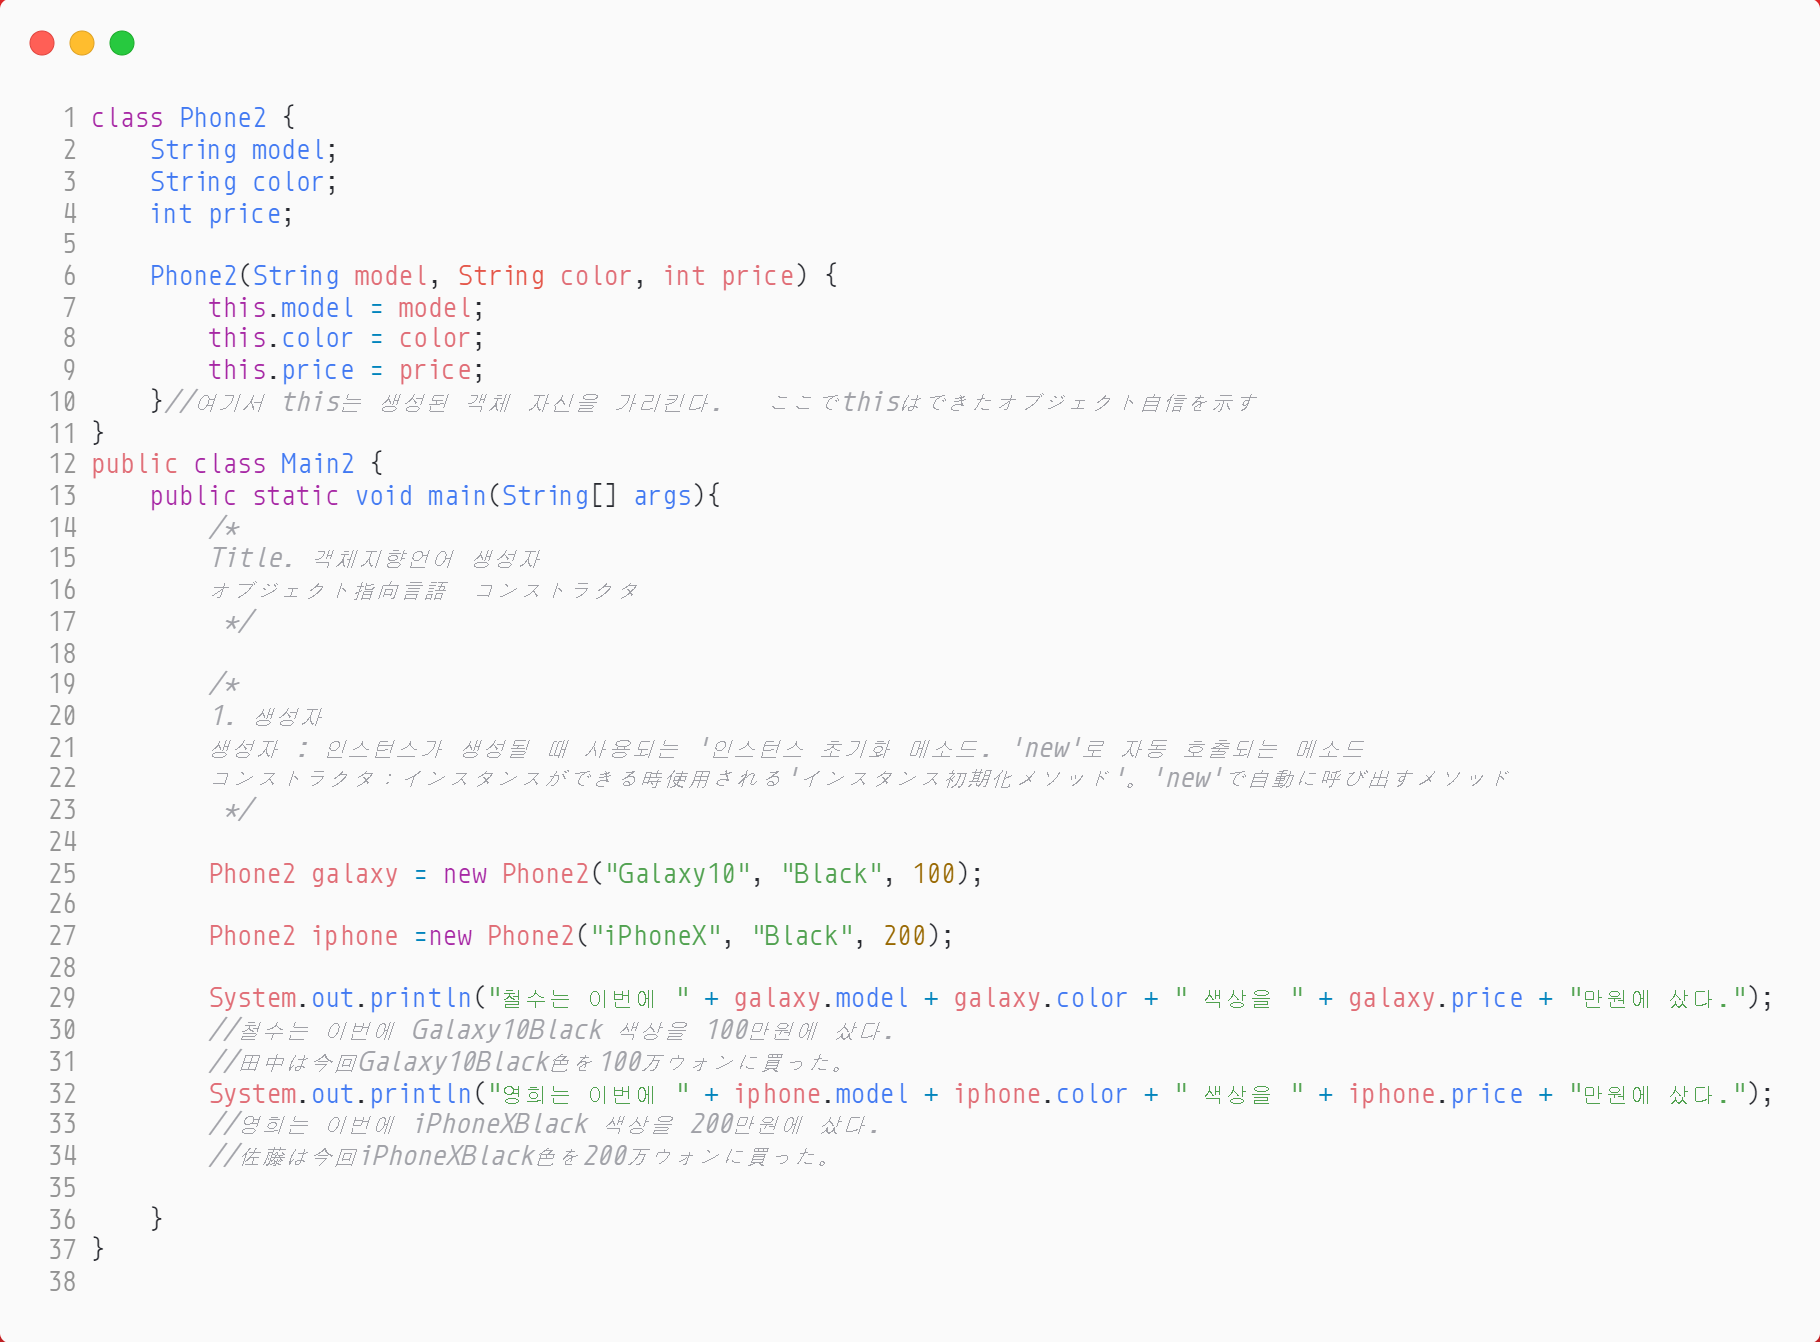 1 class Phone2 {
2     String model;
3     String color;
4     int price;
5
6     Phone2(String model, String color, int price) {
7         this.model = model;
8         this.color = color;
9         this.price = price;
10     }//여기서 this는 생성된 객체 자신을 가리킨다.   ここでthisはできたオブジェクト自信を示す
11 }
12 public class Main2 {
13     public static void main(String[] args){
14         /*
15         Title. 객체지향언어 생성자
16         オブジェクト指向言語　コンストラクタ
17          */
18
19         /*
20         1. 생성자
21         생성자 : 인스턴스가 생성될 때 사용되는 '인스턴스 초기화 메소드. 'new'로 자동 호출되는 메소드
22         コンストラクタ：インスタンスができる時使用される'インスタンス初期化メソッド'。'new'で自動に呼び出すメソッド
23          */
24
25         Phone2 galaxy = new Phone2("Galaxy10", "Black", 100);
26
27         Phone2 iphone =new Phone2("iPhoneX", "Black", 200);
28
29         System.out.println("철수는 이번에 " + galaxy.model + galaxy.color + " 색상을 " + galaxy.price + "만원에 샀다.");
30         //철수는 이번에 Galaxy10Black 색상을 100만원에 샀다.
31         //田中は今回Galaxy10Black色を100万ウォンに買った。
32         System.out.println("영희는 이번에 " + iphone.model + iphone.color + " 색상을 " + iphone.price + "만원에 샀다.");
33         //영희는 이번에 iPhoneXBlack 색상을 200만원에 샀다.
34         //佐藤は今回iPhoneXBlack色を200万ウォンに買った。
35
36     }
37 }
38